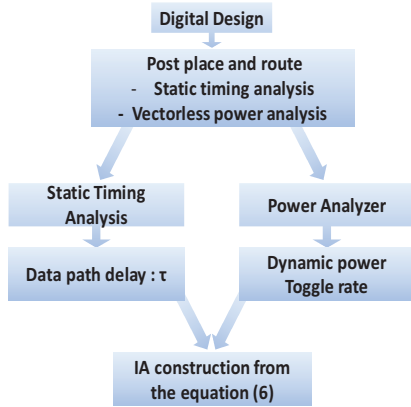 Digital Design
Post place and route
- Static timing analysis
- Vectorless power analysis
Static Timing
Analysis
Power Analyzer
Data path delay : τ
Dynamic power
Toggle rate
IA construction from
the equation (6)